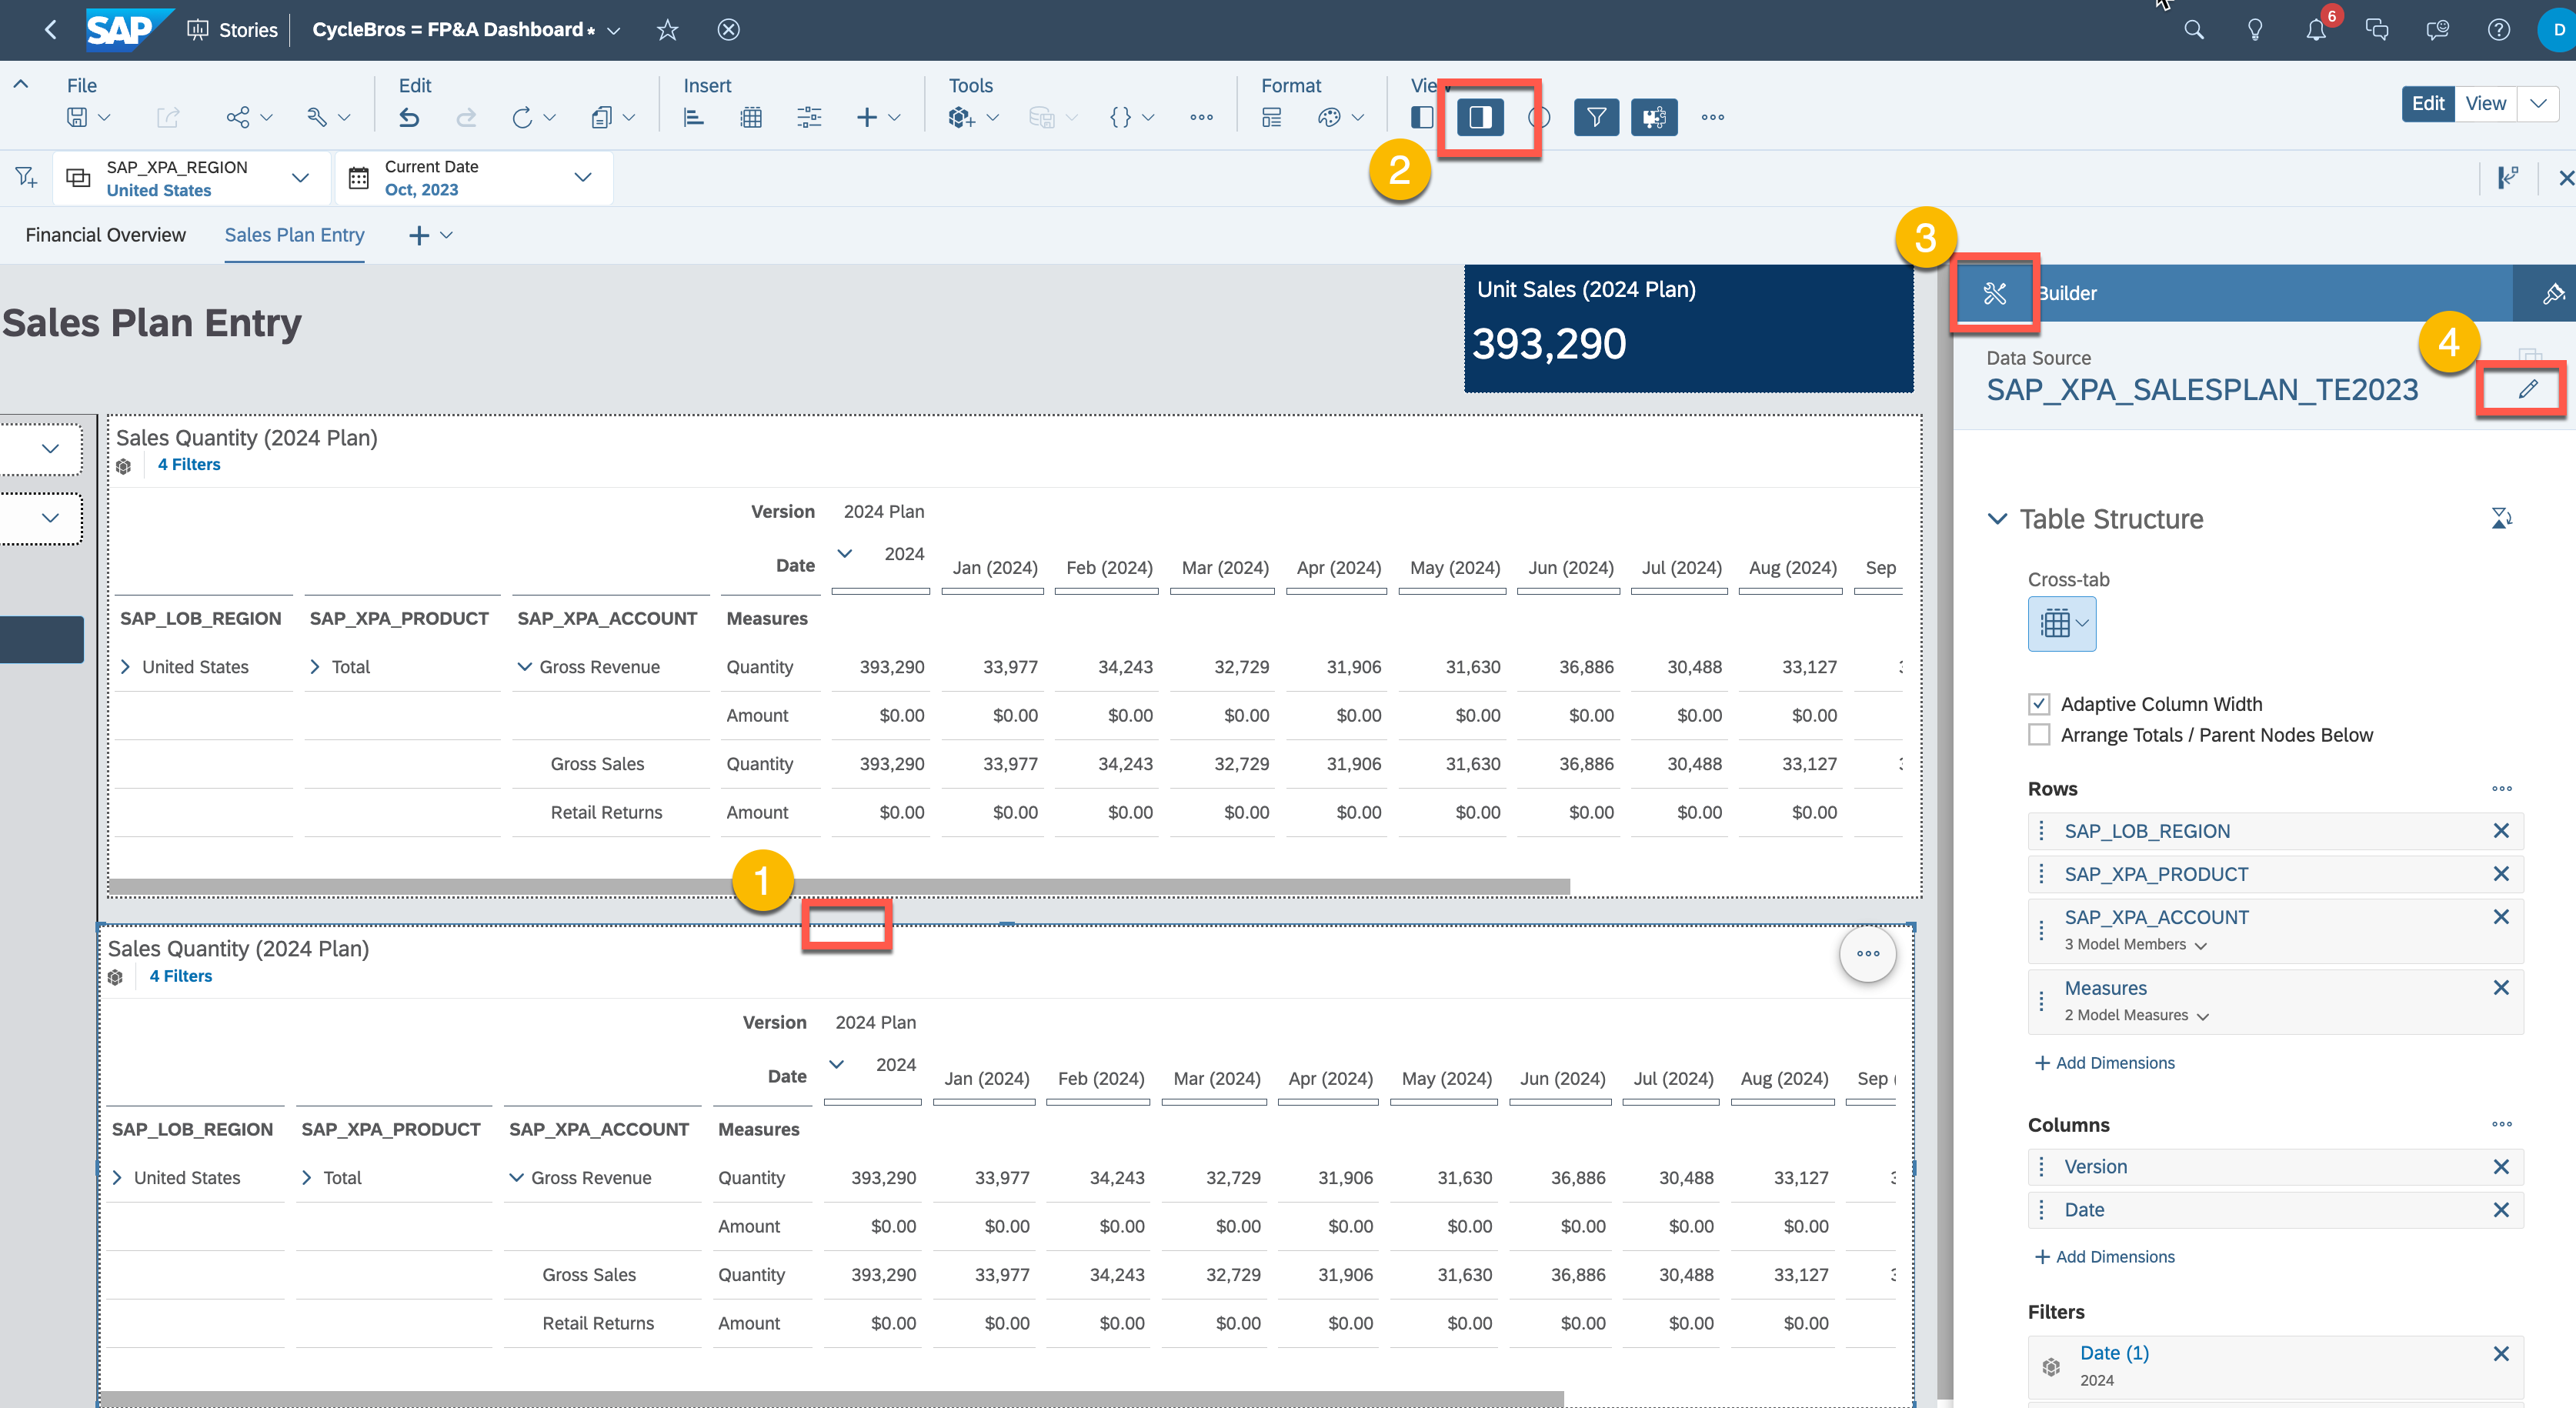 SAP Stories CycleBros = FP&A Dashboard * 6 D
File Edit Insert Tools Format
Edit View
2
SAP_XPA_REGION
United States
Current Date
Oct, 2023
Financial Overview Sales Plan Entry
3
Sales Plan Entry
Unit Sales (2024 Plan)
393,290
Builder
4
Data Source
SAP_XPA_SALESPLAN_TE2023
Sales Quantity (2024 Plan)
4 Filters
Version 2024 Plan
Date 2024 Jan (2024) Feb (2024) Mar (2024) Apr (2024) May (2024) Jun (2024) Jul (2024) Aug (2024) Sep
SAP_LOB_REGION SAP_XPA_PRODUCT SAP_XPA_ACCOUNT Measures
United States Total Gross Revenue Quantity 393,290 33,977 34,243 32,729 31,906 31,630 36,886 30,488 33,127
Amount $0.00 $0.00 $0.00 $0.00 $0.00 $0.00 $0.00 $0.00 $0.00
Gross Sales Quantity 393,290 33,977 34,243 32,729 31,906 31,630 36,886 30,488 33,127
Retail Returns Amount $0.00 $0.00 $0.00 $0.00 $0.00 $0.00 $0.00 $0.00 $0.00
1
Sales Quantity (2024 Plan)
4 Filters
Version 2024 Plan
Date 2024 Jan (2024) Feb (2024) Mar (2024) Apr (2024) May (2024) Jun (2024) Jul (2024) Aug (2024) Sep (
SAP_LOB_REGION SAP_XPA_PRODUCT SAP_XPA_ACCOUNT Measures
United States Total Gross Revenue Quantity 393,290 33,977 34,243 32,729 31,906 31,630 36,886 30,488 33,127
Amount $0.00 $0.00 $0.00 $0.00 $0.00 $0.00 $0.00 $0.00 $0.00
Gross Sales Quantity 393,290 33,977 34,243 32,729 31,906 31,630 36,886 30,488 33,127
Retail Returns Amount $0.00 $0.00 $0.00 $0.00 $0.00 $0.00 $0.00 $0.00 $0.00
Table Structure
Cross-tab
Adaptive Column Width
Arrange Totals / Parent Nodes Below
Rows
SAP_LOB_REGION
SAP_XPA_PRODUCT
SAP_XPA_ACCOUNT
3 Model Members
Measures
2 Model Measures
+ Add Dimensions
Columns
Version
Date
+ Add Dimensions
Filters
Date (1)
2024